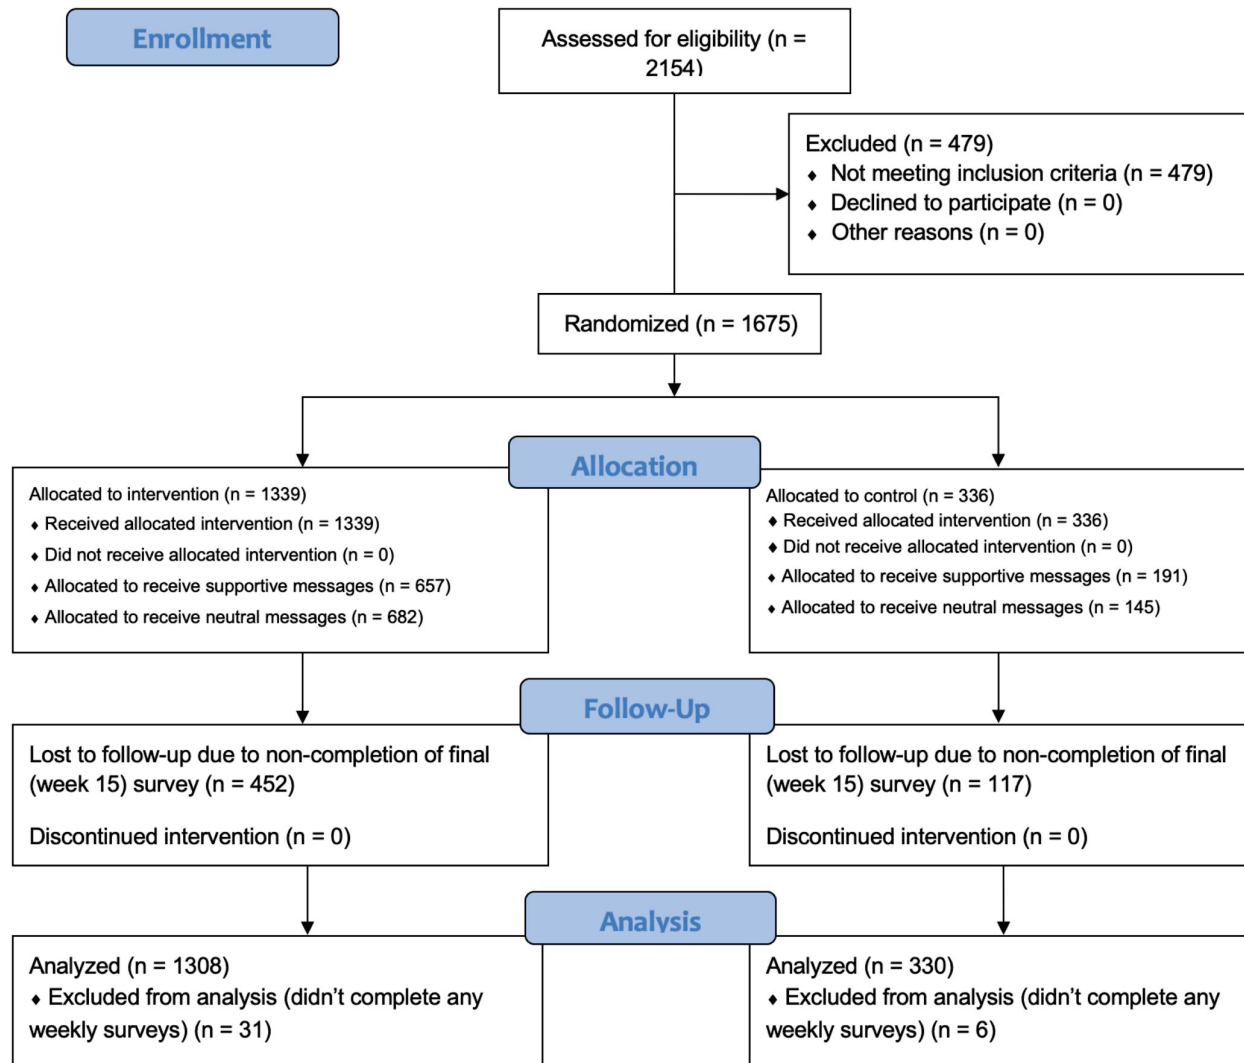 Enrollment
Assessed for eligibility (n =
2154)
Excluded (n = 479)
♦ Not meeting inclusion criteria (n = 479)
♦ Declined to participate (n = 0)
♦ Other reasons (n = 0)
Randomized (n = 1675)
Allocation
Allocated to intervention (n = 1339)
♦ Received allocated intervention (n = 1339)
♦ Did not receive allocated intervention (n = 0)
♦ Allocated to receive supportive messages (n = 657)
♦ Allocated to receive neutral messages (n = 682)
Allocated to control (n = 336)
♦ Received allocated intervention (n = 336)
♦ Did not receive allocated intervention (n = 0)
♦ Allocated to receive supportive messages (n = 191)
♦ Allocated to receive neutral messages (n = 145)
Follow-Up
Lost to follow-up due to non-completion of final
(week 15) survey (n = 452)
Discontinued intervention (n = 0)
Lost to follow-up due to non-completion of final
(week 15) survey (n = 117)
Discontinued intervention (n = 0)
Analysis
Analyzed (n = 1308)
♦ Excluded from analysis (didn’t complete any
weekly surveys) (n = 31)
Analyzed (n = 330)
♦ Excluded from analysis (didn’t complete any
weekly surveys) (n = 6)